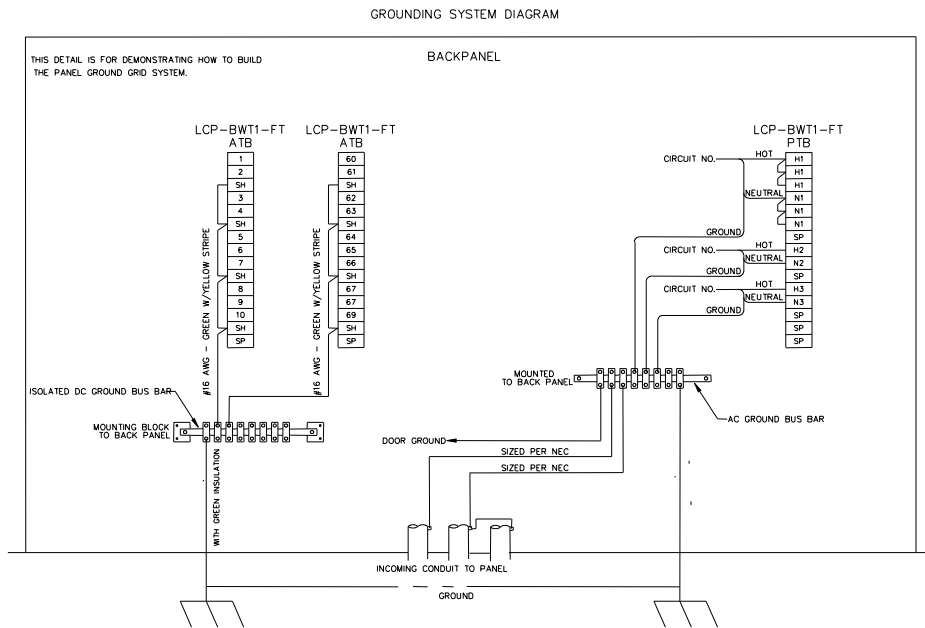 GROUNDING SYSTEM DIAGRAM
BACKPANEL
THIS DETAIL IS FOR DEMONSTRATING HOW TO BUILD
THE PANEL GROUND GRID SYSTEM.
LCP-BWT1-FT
ATB
1
2
SH
3
4
SH
5
6
7
SH
8
9
10
SH
SP
#16 AWG - GREEN W/YELLOW STRIPE
LCP-BWT1-FT
ATB
60
61
SH
62
63
SH
64
65
66
SH
67
67
69
SH
SP
#16 AWG - GREEN W/YELLOW STRIPE
LCP-BWT1-FT
PTB
H1
H1
H1
N1
N1
N1
SP
H2
N2
SP
H3
N3
SP
SP
SP
CIRCUIT NO.
HOT
NEUTRAL
GROUND
CIRCUIT NO.
HOT
NEUTRAL
GROUND
CIRCUIT NO.
HOT
NEUTRAL
GROUND
ISOLATED DC GROUND BUS BAR
MOUNTING BLOCK
TO BACK PANEL
WITH GREEN INSULATION
MOUNTED
TO BACK PANEL
AC GROUND BUS BAR
DOOR GROUND
SIZED PER NEC
SIZED PER NEC
INCOMING CONDUIT TO PANEL
GROUND